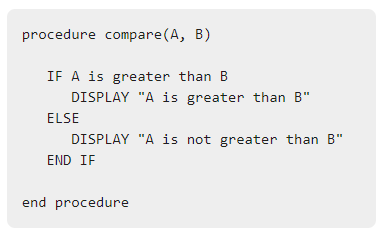 procedure compare(A, B)
IF A is greater than B
DISPLAY "A is greater than B"
ELSE
DISPLAY "A is not greater than B"
END IF
end procedure